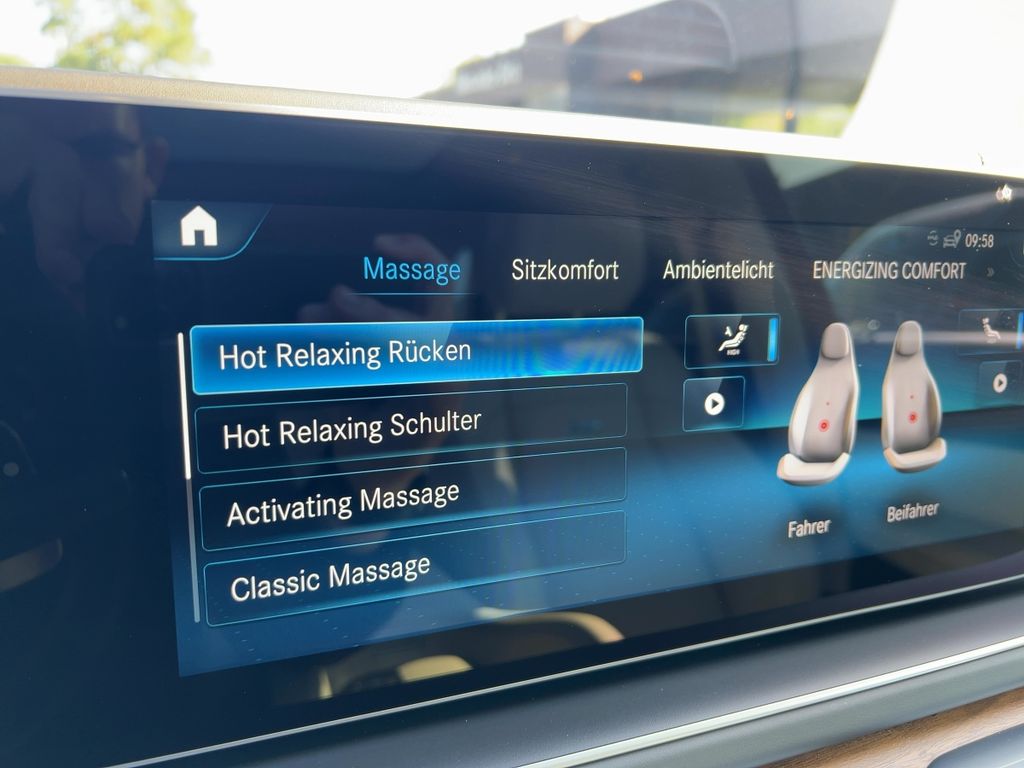 09:58
Massage
Sitzkomfort
Ambientelicht
ENERGIZING COMFORT
Hot Relaxing Rücken
Hot Relaxing Schulter
Activating Massage
Classic Massage
HIGH
Fahrer
Beifahrer